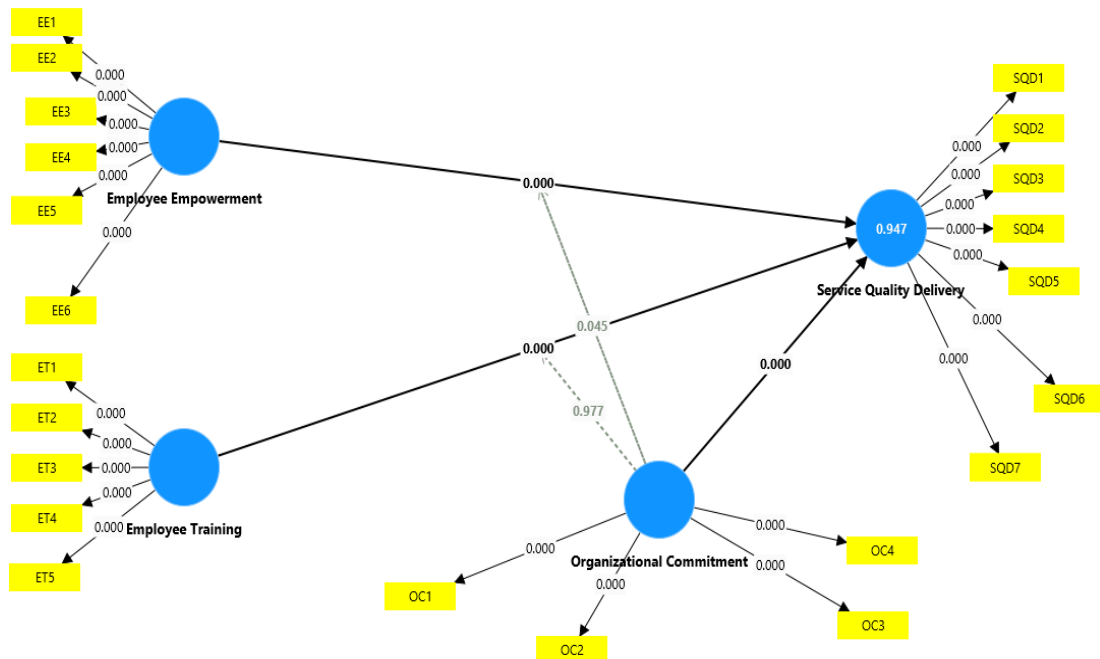 EE1
EE2
0.000
0.000
EE3
0.000
EE4
0.000
0.000
EE5
Employee Empowerment
0.000
EE6
0.000
0.045
0.000
0.977
0.000
ET1
0.000
ET2
0.000
ET3
0.000
ET4
0.000
0.000
Employee Training
ET5
SQD1
0.000
SQD2
0.000
SQD3
0.000
0.947
0.000
SQD4
0.000
SQD5
Service Quality Delivery
0.000
0.000
SQD6
SQD7
Organizational Commitment
0.000
0.000
0.000
0.000
OC4
OC1
OC3
OC2